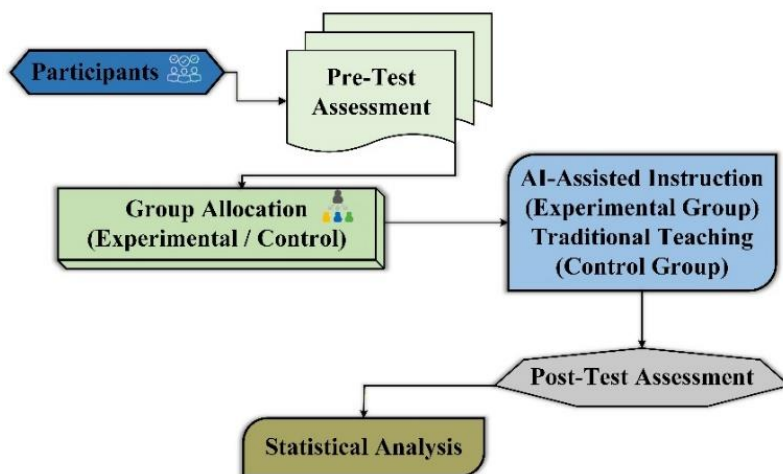 Participants
Pre-Test
Assessment
Group Allocation
(Experimental / Control)
AI-Assisted Instruction
(Experimental Group)
Traditional Teaching
(Control Group)
Post-Test Assessment
Statistical Analysis